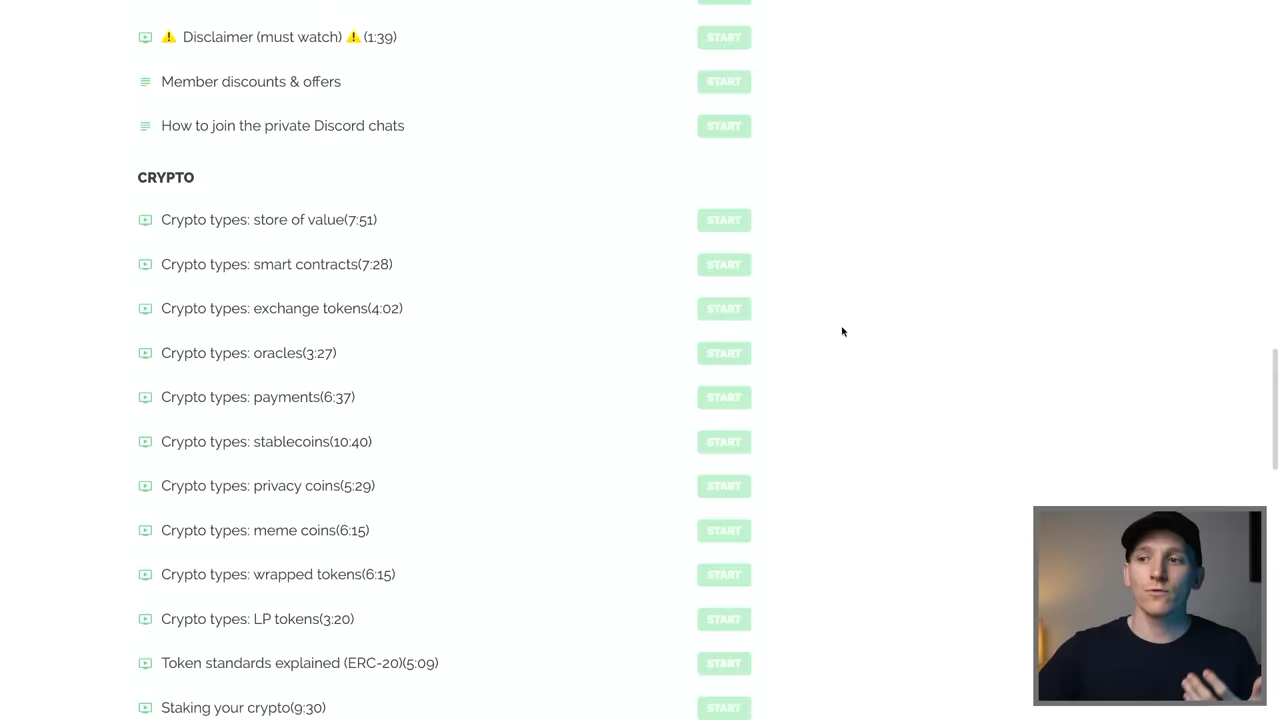 ⚠️ Disclaimer (must watch) ⚠️ (1:39)
START
Member discounts & offers
START
How to join the private Discord chats
START
CRYPTO
Crypto types: store of value(7:51)
START
Crypto types: smart contracts(7:28)
START
Crypto types: exchange tokens(4:02)
START
Crypto types: oracles(3:27)
START
Crypto types: payments(6:37)
START
Crypto types: stablecoins(10:40)
START
Crypto types: privacy coins(5:29)
START
Crypto types: meme coins(6:15)
START
Crypto types: wrapped tokens(6:15)
START
Crypto types: LP tokens(3:20)
START
Token standards explained (ERC-20)(5:09)
START
Staking your crypto(9:30)
START